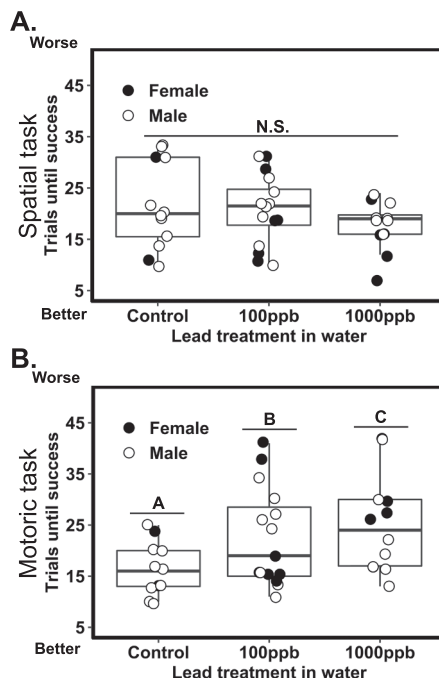 A.
Worse
Spatial task
Trials until success
45
35
25
15
5
Female
Male
N.S.
Better
Control
100ppb
1000ppb
Lead treatment in water
B.
Worse
Motoric task
Trials until success
45
35
25
15
5
Female
Male
A
B
C
Better
Control
100ppb
1000ppb
Lead treatment in water